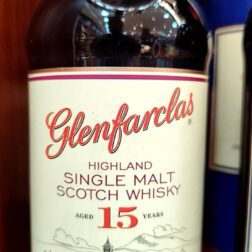 Glenfarclas®
HIGHLAND
SINGLE MALT
SCOTCH WHISKY
AGED 15 YEARS